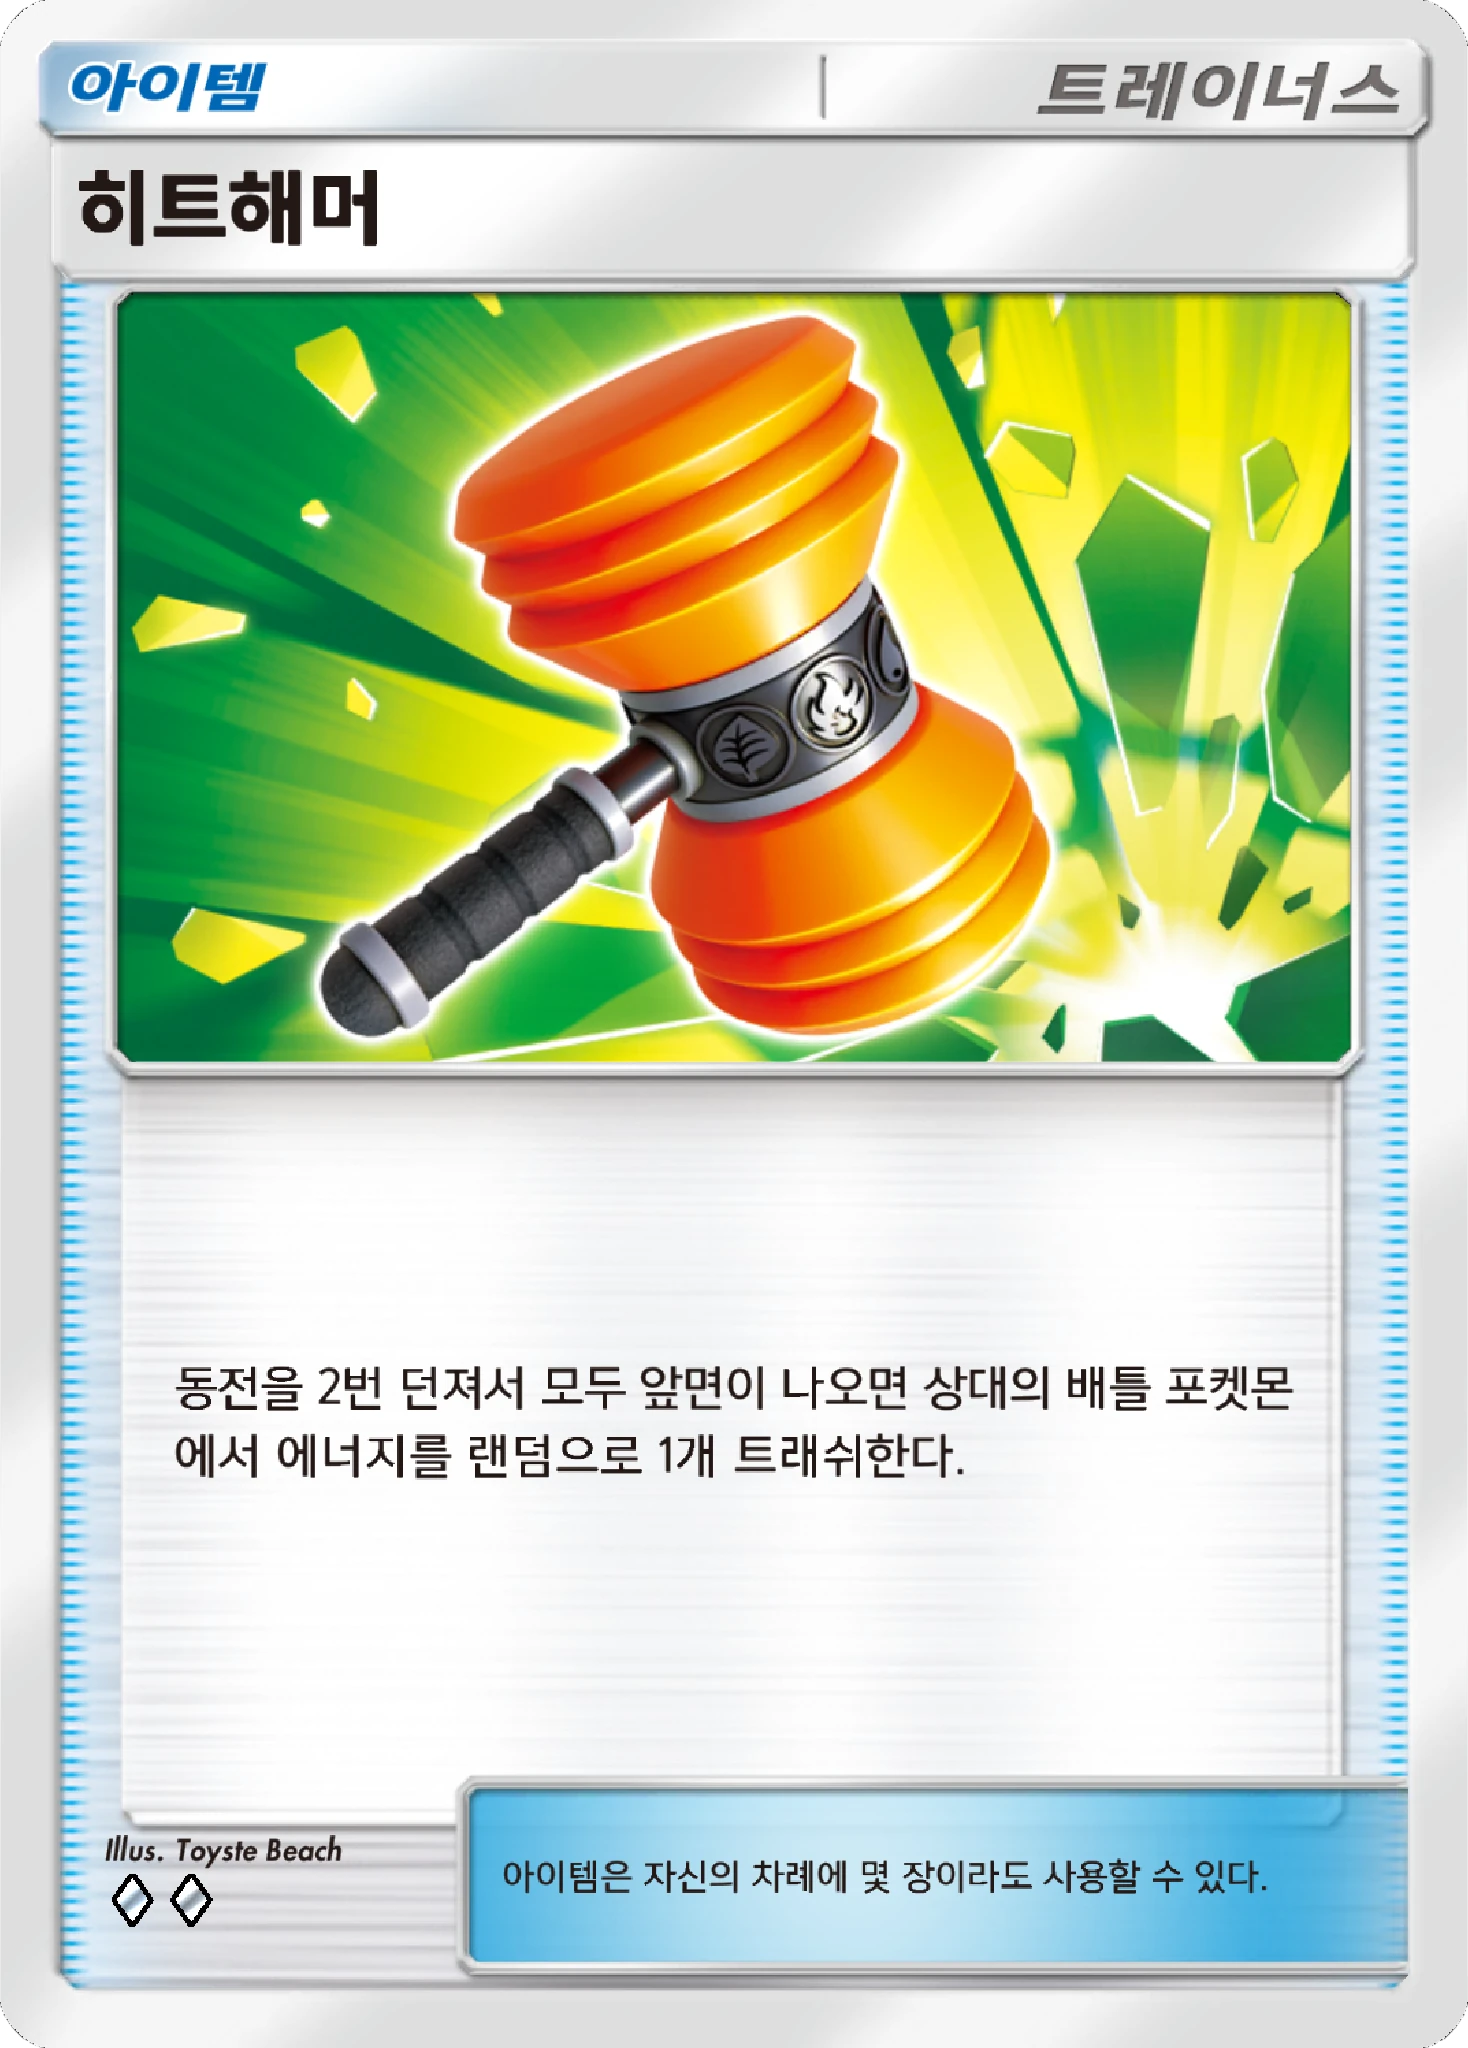 아이템
트레이너스
히트해머
동전을 2번 던져서 모두 앞면이 나오면 상대의 배틀 포켓몬
에서 에너지를 랜덤으로 1개 트래쉬한다.
Illus. Toyste Beach
아이템은 자신의 차례에 몇 장이라도 사용할 수 있다.